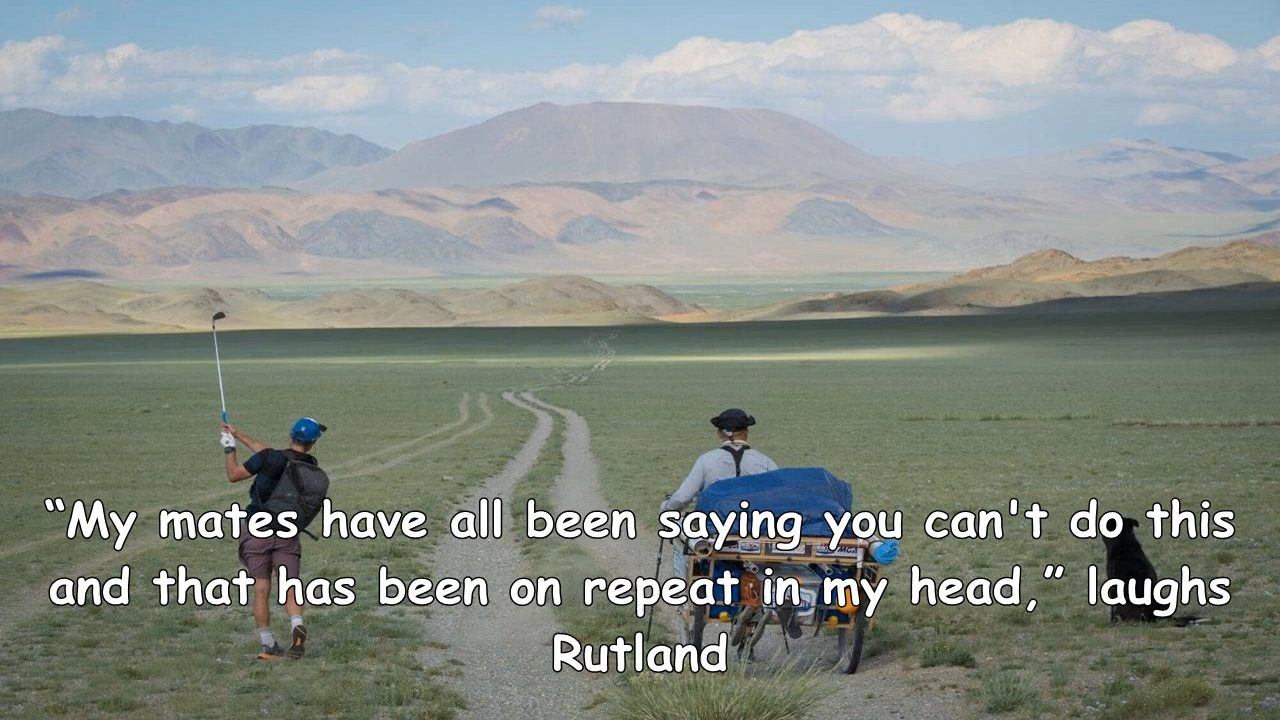 “My mates have all been saying you can't do this
and that has been on repeat in my head,” laughs
Rutland